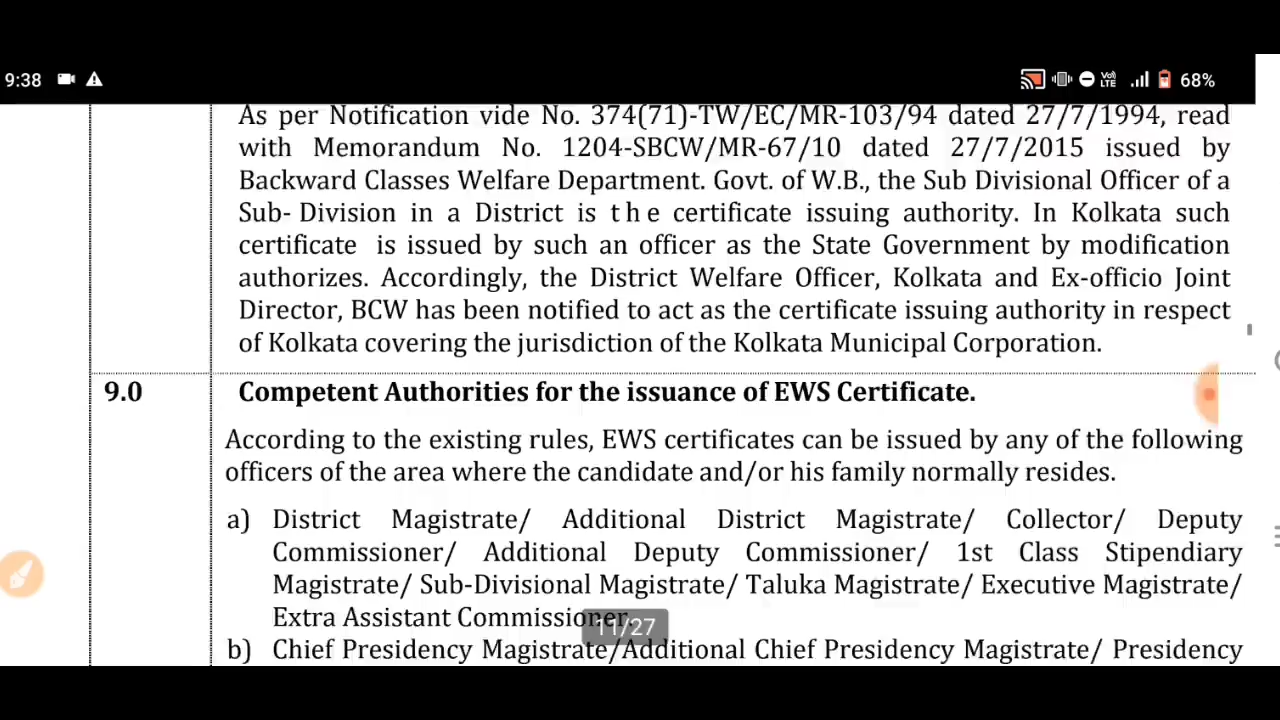 9:38
Vo)
LTE
68%
As per Notification vide No. 374(71)-TW/EC/MR-103/94 dated 27/7/1994, read
with Memorandum No. 1204-SBCW/MR-67/10 dated 27/7/2015 issued by
Backward Classes Welfare Department. Govt. of W.B., the Sub Divisional Officer of a
Sub- Division in a District is the certificate issuing authority. In Kolkata such
certificate is issued by such an officer as the State Government by modification
authorizes. Accordingly, the District Welfare Officer, Kolkata and Ex-officio Joint
Director, BCW has been notified to act as the certificate issuing authority in respect
of Kolkata covering the jurisdiction of the Kolkata Municipal Corporation.
9.0 Competent Authorities for the issuance of EWS Certificate.
According to the existing rules, EWS certificates can be issued by any of the following
officers of the area where the candidate and/or his family normally resides.
a) District Magistrate/ Additional District Magistrate/ Collector/ Deputy
Commissioner/ Additional Deputy Commissioner/ 1st Class Stipendiary
Magistrate/ Sub-Divisional Magistrate/ Taluka Magistrate/ Executive Magistrate/
Extra Assistant Commissioner.
11/27
b) Chief Presidency Magistrate/Additional Chief Presidency Magistrate/ Presidency